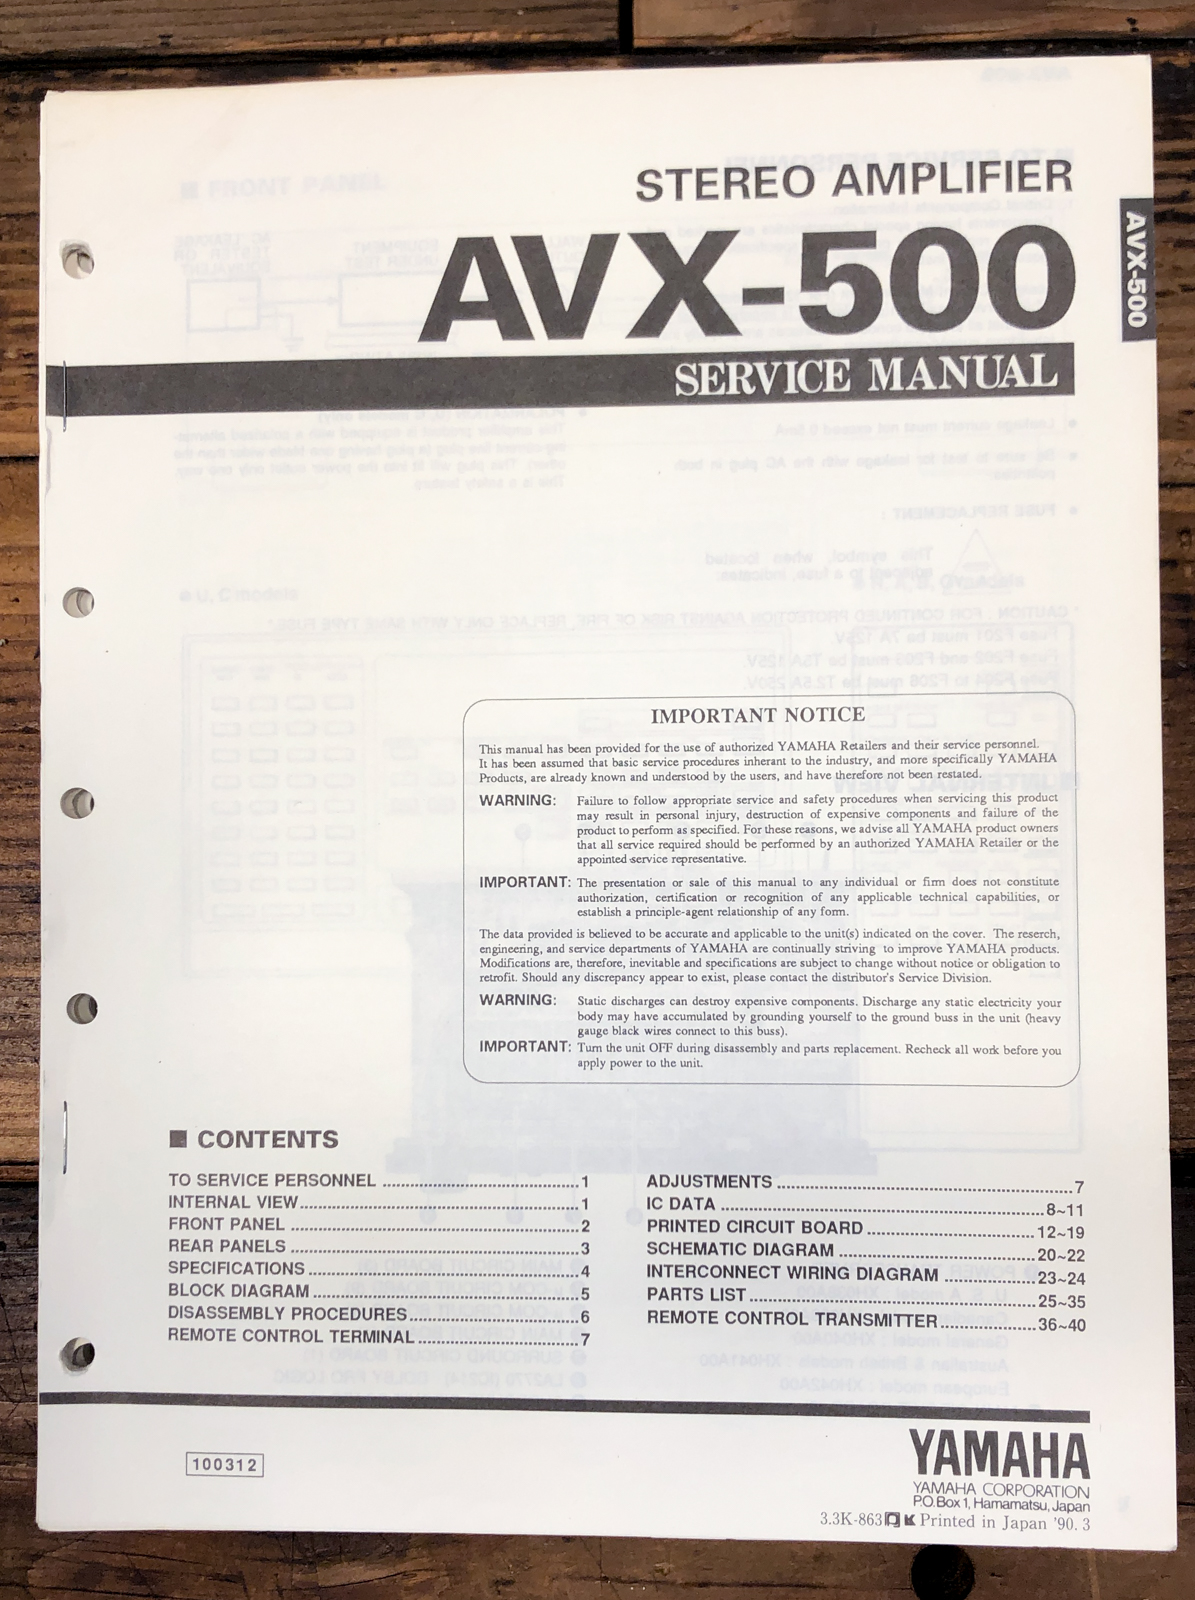 STEREO AMPLIFIER
AVX-500
AVX-500
SERVICE MANUAL
IMPORTANT NOTICE
This manual has been provided for the use of authorized YAMAHA Retailers and their service personnel.
It has been assumed that basic service procedures inherant to the industry, and more specifically YAMAHA
Products, are already known and understood by the users, and have therefore not been restated.
WARNING: Failure to follow appropriate service and safety procedures when servicing this product
may result in personal injury, destruction of expensive components and failure of the
product to perform as specified. For these reasons, we advise all YAMAHA product owners
that all service required should be performed by an authorized YAMAHA Retailer or the
appointed service representative.
IMPORTANT: The presentation or sale of this manual to any individual or firm does not constitute
authorization, certification or recognition of any applicable technical capabilities, or
establish a principle-agent relationship of any form.
The data provided is believed to be accurate and applicable to the unit(s) indicated on the cover. The reserch,
engineering, and service departments of YAMAHA are continually striving to improve YAMAHA products.
Modifications are, therefore, inevitable and specifications are subject to change without notice or obligation to
retrofit. Should any discrepancy appear to exist, please contact the distributor's Service Division.
WARNING: Static discharges can destroy expensive components. Discharge any static electricity your
body may have accumulated by grounding yourself to the ground buss in the unit (heavy
gauge black wires connect to this buss).
IMPORTANT: Turn the unit OFF during disassembly and parts replacement. Recheck all work before you
apply power to the unit.
■ CONTENTS
TO SERVICE PERSONNEL ........ 1
INTERNAL VIEW ........ 1
FRONT PANEL ........ 2
REAR PANELS ........ 3
SPECIFICATIONS ........ 4
BLOCK DIAGRAM ........ 5
DISASSEMBLY PROCEDURES ........ 6
REMOTE CONTROL TERMINAL ........ 7
ADJUSTMENTS ........ 7
IC DATA ........ 8~11
PRINTED CIRCUIT BOARD ........ 12~19
SCHEMATIC DIAGRAM ........ 20~22
INTERCONNECT WIRING DIAGRAM ........ 23~24
PARTS LIST ........ 25~35
REMOTE CONTROL TRANSMITTER ........ 36~40
100312
YAMAHA
YAMAHA CORPORATION
P.O.Box 1, Hamamatsu, Japan
3.3K-863 Printed in Japan '90. 3